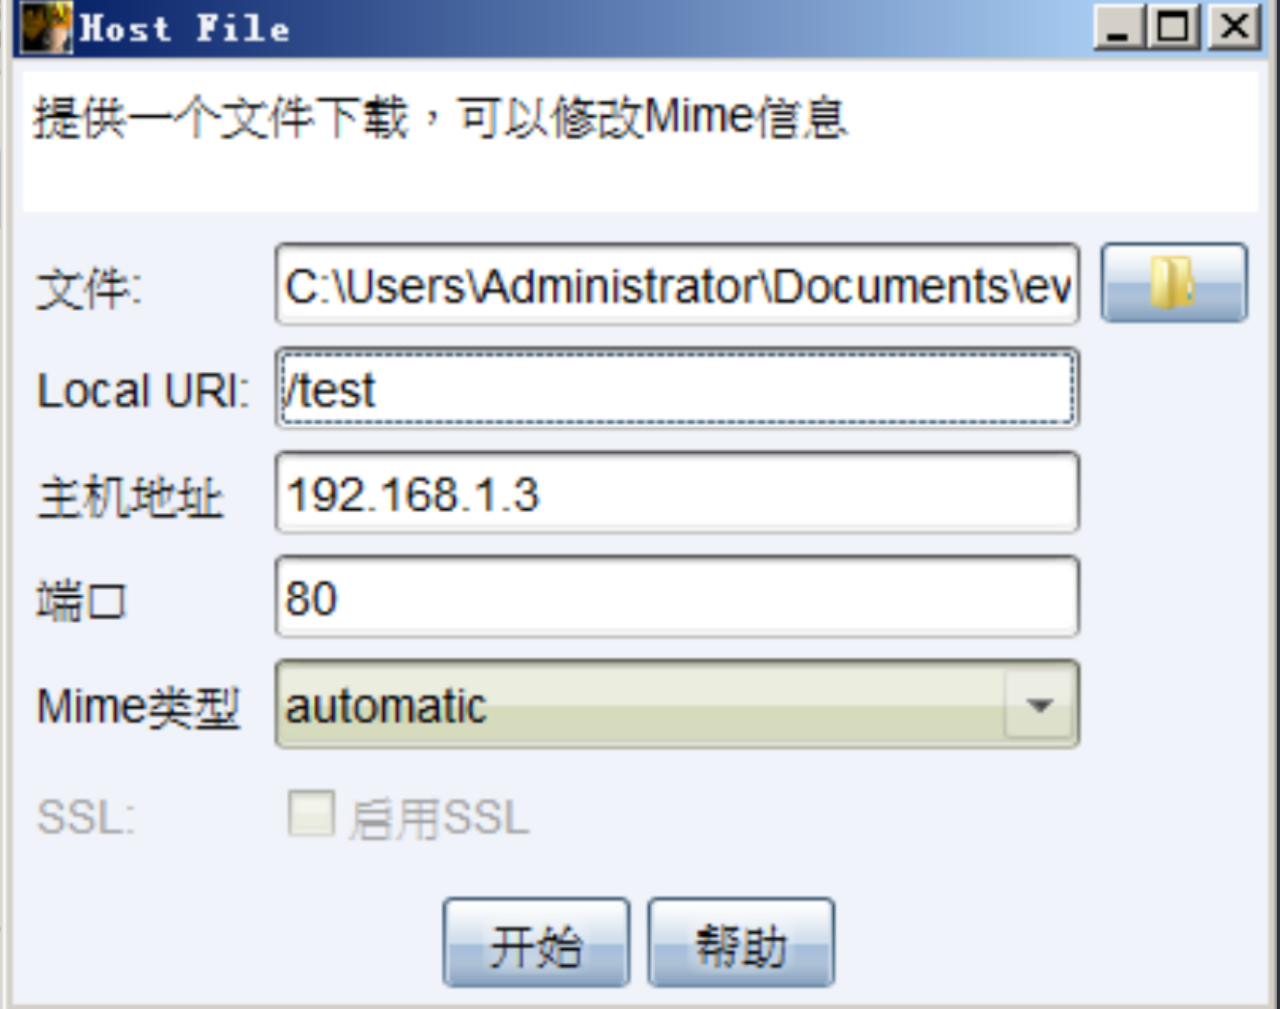 Host File
提供一个文件下载，可以修改Mime信息
文件: C:\Users\Administrator\Documents\ev
Local URI: /test
主机地址 192.168.1.3
端口 80
Mime类型 automatic
SSL: 启用SSL
开始 帮助